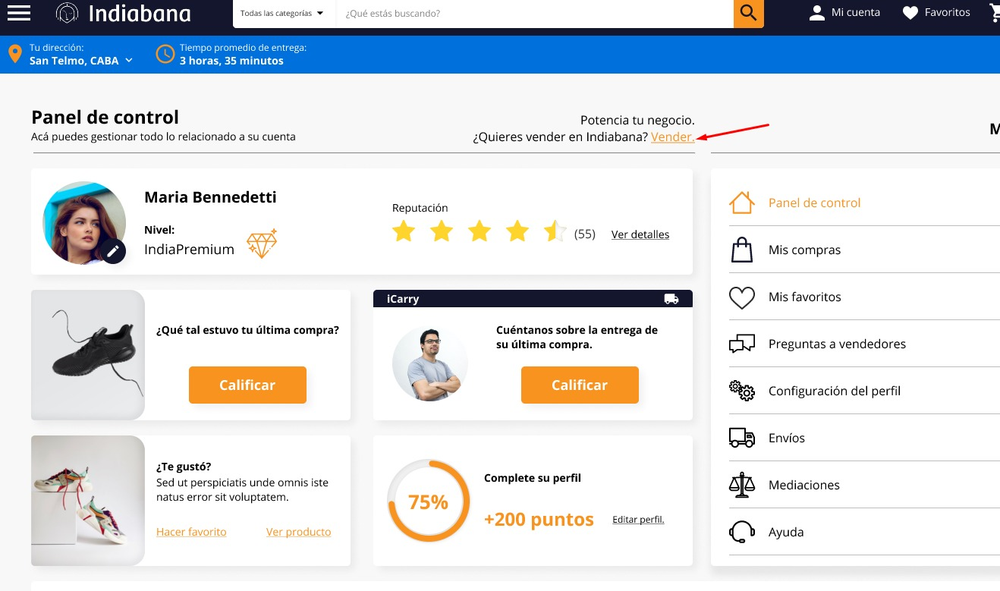 Indiabana
Todas las categorías
¿Qué estás buscando?
Mi cuenta
Favoritos
Tu dirección:
San Telmo, CABA
Tiempo promedio de entrega:
3 horas, 35 minutos
Panel de control
Acá puedes gestionar todo lo relacionado a su cuenta
Potencia tu negocio.
¿Quieres vender en Indiabana? Vender.
M
Maria Bennedetti
Nivel:
IndiaPremium
Reputación
(55)
Ver detalles
¿Qué tal estuvo tu última compra?
Calificar
iCarry
Cuéntanos sobre la entrega de
su última compra.
Calificar
¿Te gustó?
Sed ut perspiciatis unde omnis iste
natus error sit voluptatem.
Hacer favorito
Ver producto
75%
Complete su perfil
+200 puntos
Editar perfil.
Panel de control
Mis compras
Mis favoritos
Preguntas a vendedores
Configuración del perfil
Envíos
Mediaciones
Ayuda